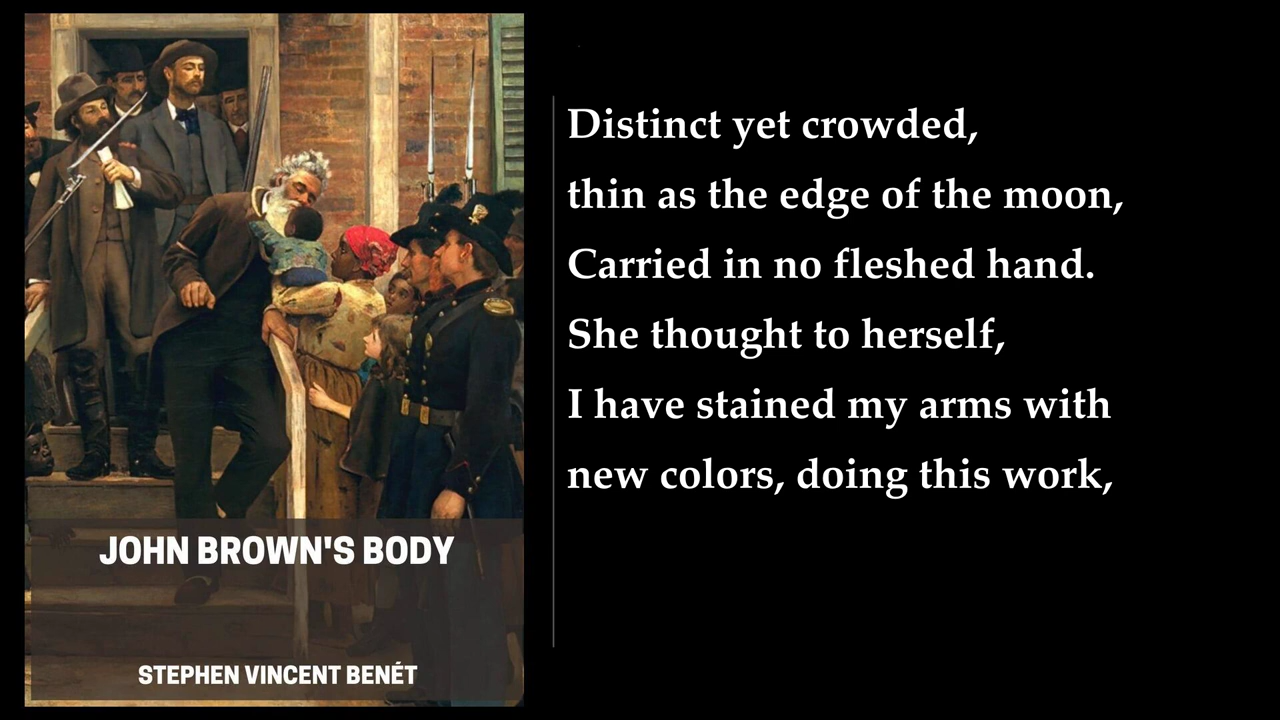 JOHN BROWN'S BODY
STEPHEN VINCENT BENÉT
Distinct yet crowded,
thin as the edge of the moon,
Carried in no fleshed hand.
She thought to herself,
I have stained my arms with
new colors, doing this work,